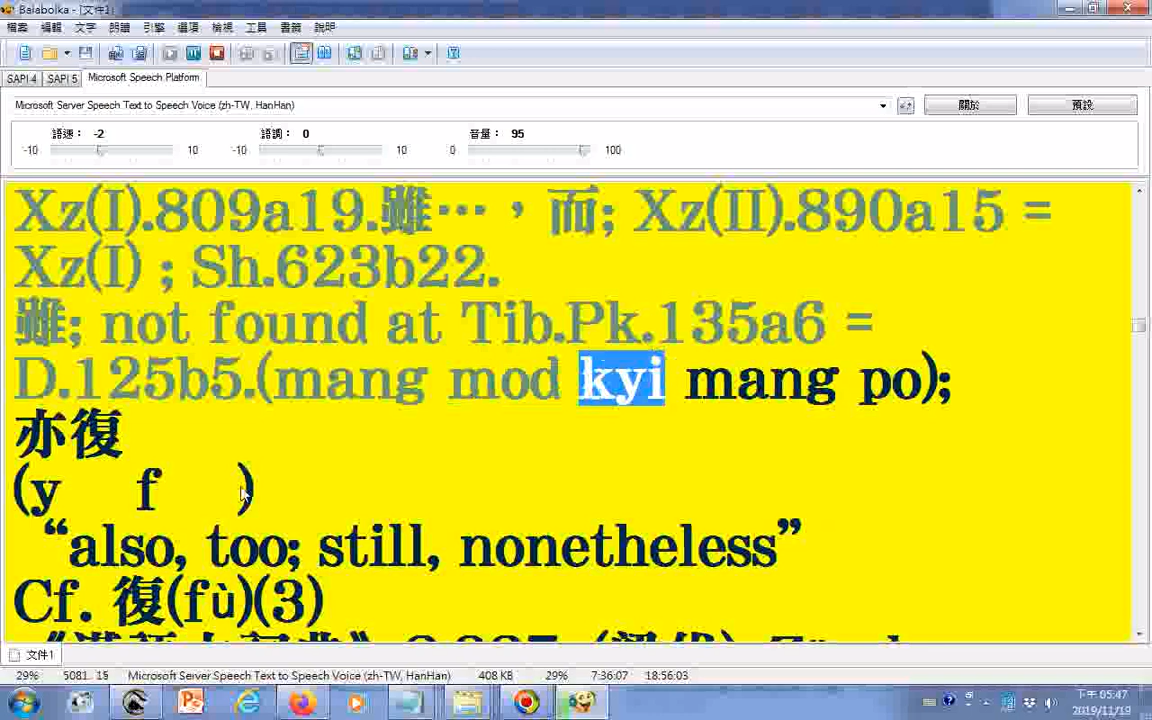 Balabolka - [文件1]
檔案 編輯 文字 朗讀 引擎 選項 檢視 工具 書籤 說明
SAPI 4 SAPI 5 Microsoft Speech Platform
Microsoft Server Speech Text to Speech Voice (zh-TW, HanHan) 關於 預設
語速： -2 語調： 0 音量： 95
-10 10 -10 10 0 100
Xz(I).809a19.雖…，而; Xz(II).890a15 =
Xz(I) ; Sh.623b22.
雖; not found at Tib.Pk.135a6 =
D.125b5.(mang mod kyi mang po);
亦復
(y f )
“also, too; still, nonetheless”
Cf. 復(fù)(3)
文件1
29% 5081: 15 Microsoft Server Speech Text to Speech Voice (zh-TW, HanHan) 408 KB 29% 7:36:07 18:56:03
下午 05:47
2019/11/19